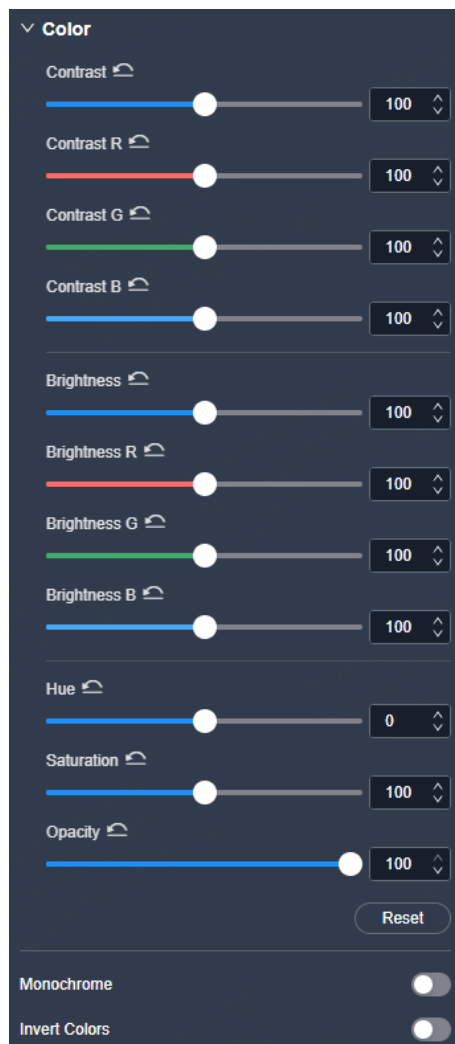 Color
Contrast
100
Contrast R
100
Contrast G
100
Contrast B
100
Brightness
100
Brightness R
100
Brightness G
100
Brightness B
100
Hue
0
Saturation
100
Opacity
100
Reset
Monochrome
Invert Colors